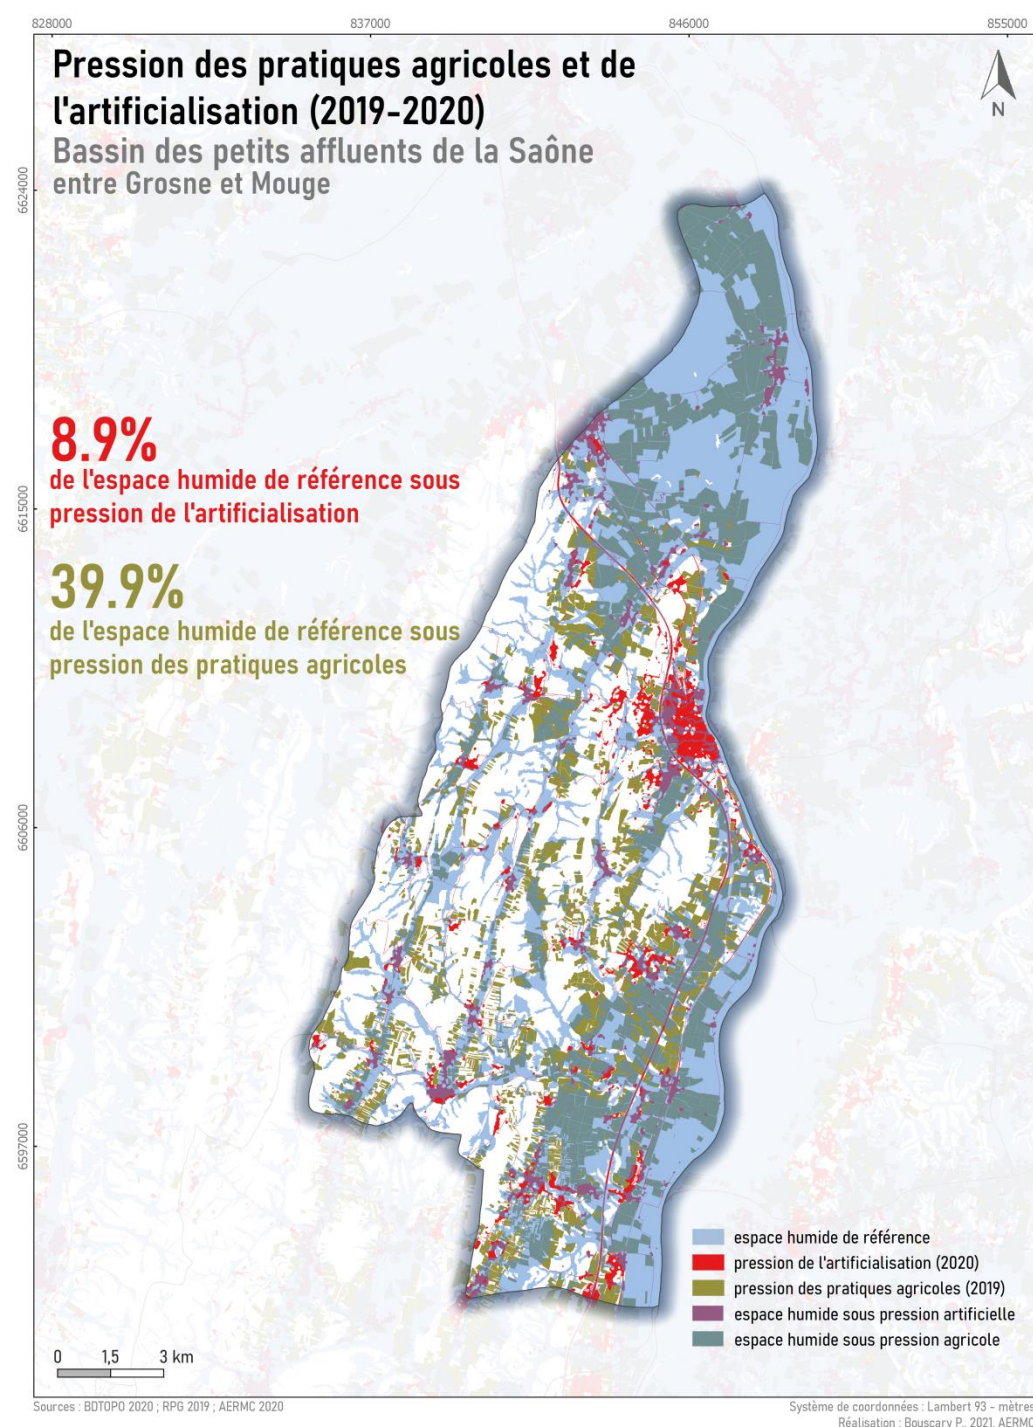 828000
837000
846000
855000
Pression des pratiques agricoles et de
l'artificialisation (2019-2020)
Bassin des petits affluents de la Saône
entre Grosne et Mouge
N
6624000
8.9%
de l'espace humide de référence sous
pression de l'artificialisation
6615000
39.9%
de l'espace humide de référence sous
pression des pratiques agricoles
6606000
6597000
espace humide de référence
pression de l'artificialisation (2020)
pression des pratiques agricoles (2019)
espace humide sous pression artificielle
espace humide sous pression agricole
0 1,5 3 km
Sources : BDTOPO 2020 ; RPG 2019 ; AERMC 2020
Système de coordonnées : Lambert 93 - mètres
Réalisation : Bouscary P., 2021, AERMC